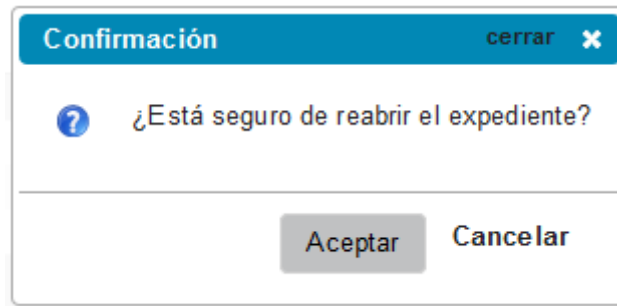 Confirmación cerrar
¿Está seguro de reabrir el expediente?
Aceptar Cancelar